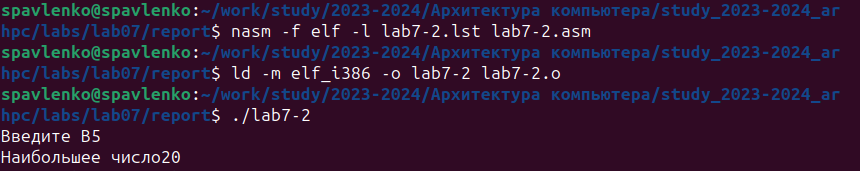 spavlenko@spavlenko:~/work/study/2023-2024/Архитектура компьютера/study_2023-2024_ar
hpc/labs/lab07/report$ nasm -f elf -l lab7-2.lst lab7-2.asm
spavlenko@spavlenko:~/work/study/2023-2024/Архитектура компьютера/study_2023-2024_ar
hpc/labs/lab07/report$ ld -m elf_i386 -o lab7-2 lab7-2.o
spavlenko@spavlenko:~/work/study/2023-2024/Архитектура компьютера/study_2023-2024_ar
hpc/labs/lab07/report$ ./lab7-2
Введите B5
Наибольшее число20